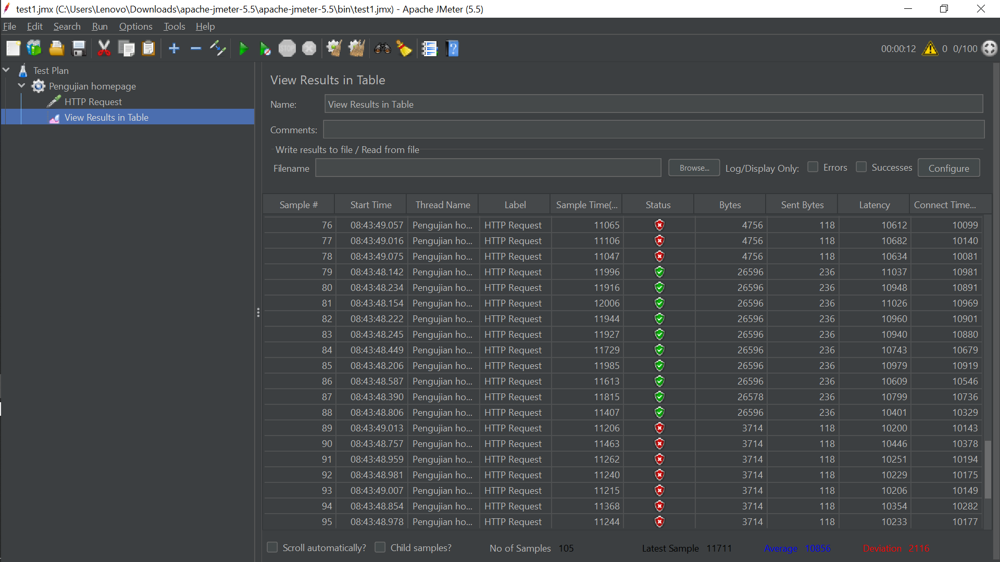 test1.jmx (C:\Users\Lenovo\Downloads\apache-jmeter-5.5\apache-jmeter-5.5\bin\test1.jmx) - Apache JMeter (5.5)
File Edit Search Run Options Tools Help
STOP ? 00:00:12 0 0/100
Test Plan
Pengujian homepage
HTTP Request
View Results in Table
View Results in Table
Name: View Results in Table
Comments:
Write results to file / Read from file
Filename Browse... Log/Display Only: Errors Successes Configure
Sample # Start Time Thread Name Label Sample Time(... Status Bytes Sent Bytes Latency Connect Time...
76 08:43:49.057 Pengujian ho... HTTP Request 11065 4756 118 10612 10099
77 08:43:49.016 Pengujian ho... HTTP Request 11106 4756 118 10682 10140
78 08:43:49.075 Pengujian ho... HTTP Request 11047 4756 118 10634 10081
79 08:43:48.142 Pengujian ho... HTTP Request 11996 26596 236 11037 10981
80 08:43:48.234 Pengujian ho... HTTP Request 11916 26596 236 10948 10891
81 08:43:48.154 Pengujian ho... HTTP Request 12006 26596 236 11026 10969
82 08:43:48.222 Pengujian ho... HTTP Request 11944 26596 236 10960 10901
83 08:43:48.245 Pengujian ho... HTTP Request 11927 26596 236 10940 10880
84 08:43:48.449 Pengujian ho... HTTP Request 11729 26596 236 10743 10679
85 08:43:48.206 Pengujian ho... HTTP Request 11985 26596 236 10979 10919
86 08:43:48.587 Pengujian ho... HTTP Request 11613 26596 236 10609 10546
87 08:43:48.390 Pengujian ho... HTTP Request 11815 26578 236 10799 10736
88 08:43:48.806 Pengujian ho... HTTP Request 11407 26596 236 10401 10329
89 08:43:49.013 Pengujian ho... HTTP Request 11206 3714 118 10200 10143
90 08:43:48.757 Pengujian ho... HTTP Request 11463 3714 118 10446 10378
91 08:43:48.959 Pengujian ho... HTTP Request 11262 3714 118 10251 10194
92 08:43:48.981 Pengujian ho... HTTP Request 11240 3714 118 10229 10175
93 08:43:49.007 Pengujian ho... HTTP Request 11215 3714 118 10206 10149
94 08:43:48.854 Pengujian ho... HTTP Request 11368 3714 118 10354 10282
95 08:43:48.978 Pengujian ho... HTTP Request 11244 3714 118 10233 10177
Scroll automatically? Child samples? No of Samples 105 Latest Sample 11711 Average 10856 Deviation 2116